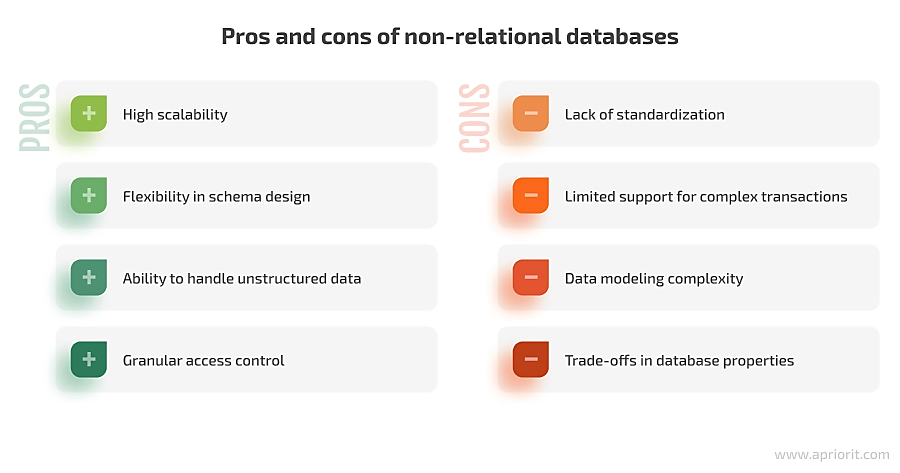 Pros and cons of non-relational databases
PROS
High scalability
Flexibility in schema design
Ability to handle unstructured data
Granular access control
CONS
Lack of standardization
Limited support for complex transactions
Data modeling complexity
Trade-offs in database properties
www.apriorit.com